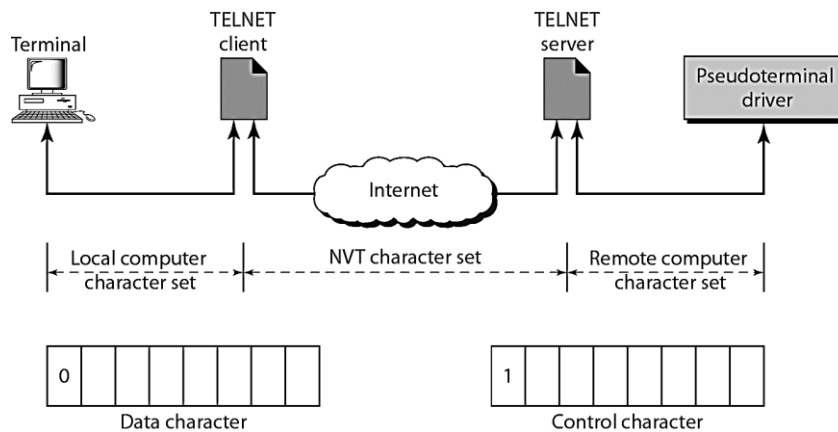 TELNET
client
TELNET
server
Terminal
Pseudoterminal
driver
Internet
Local computer
character set
NVT character set
Remote computer
character set
0
1
Data character
Control character